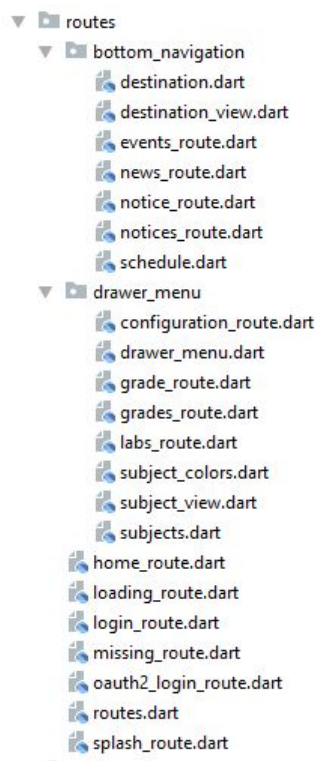 routes
bottom_navigation
destination.dart
destination_view.dart
events_route.dart
news_route.dart
notice_route.dart
notices_route.dart
schedule.dart
drawer_menu
configuration_route.dart
drawer_menu.dart
grade_route.dart
grades_route.dart
labs_route.dart
subject_colors.dart
subject_view.dart
subjects.dart
home_route.dart
loading_route.dart
login_route.dart
missing_route.dart
oauth2_login_route.dart
routes.dart
splash_route.dart